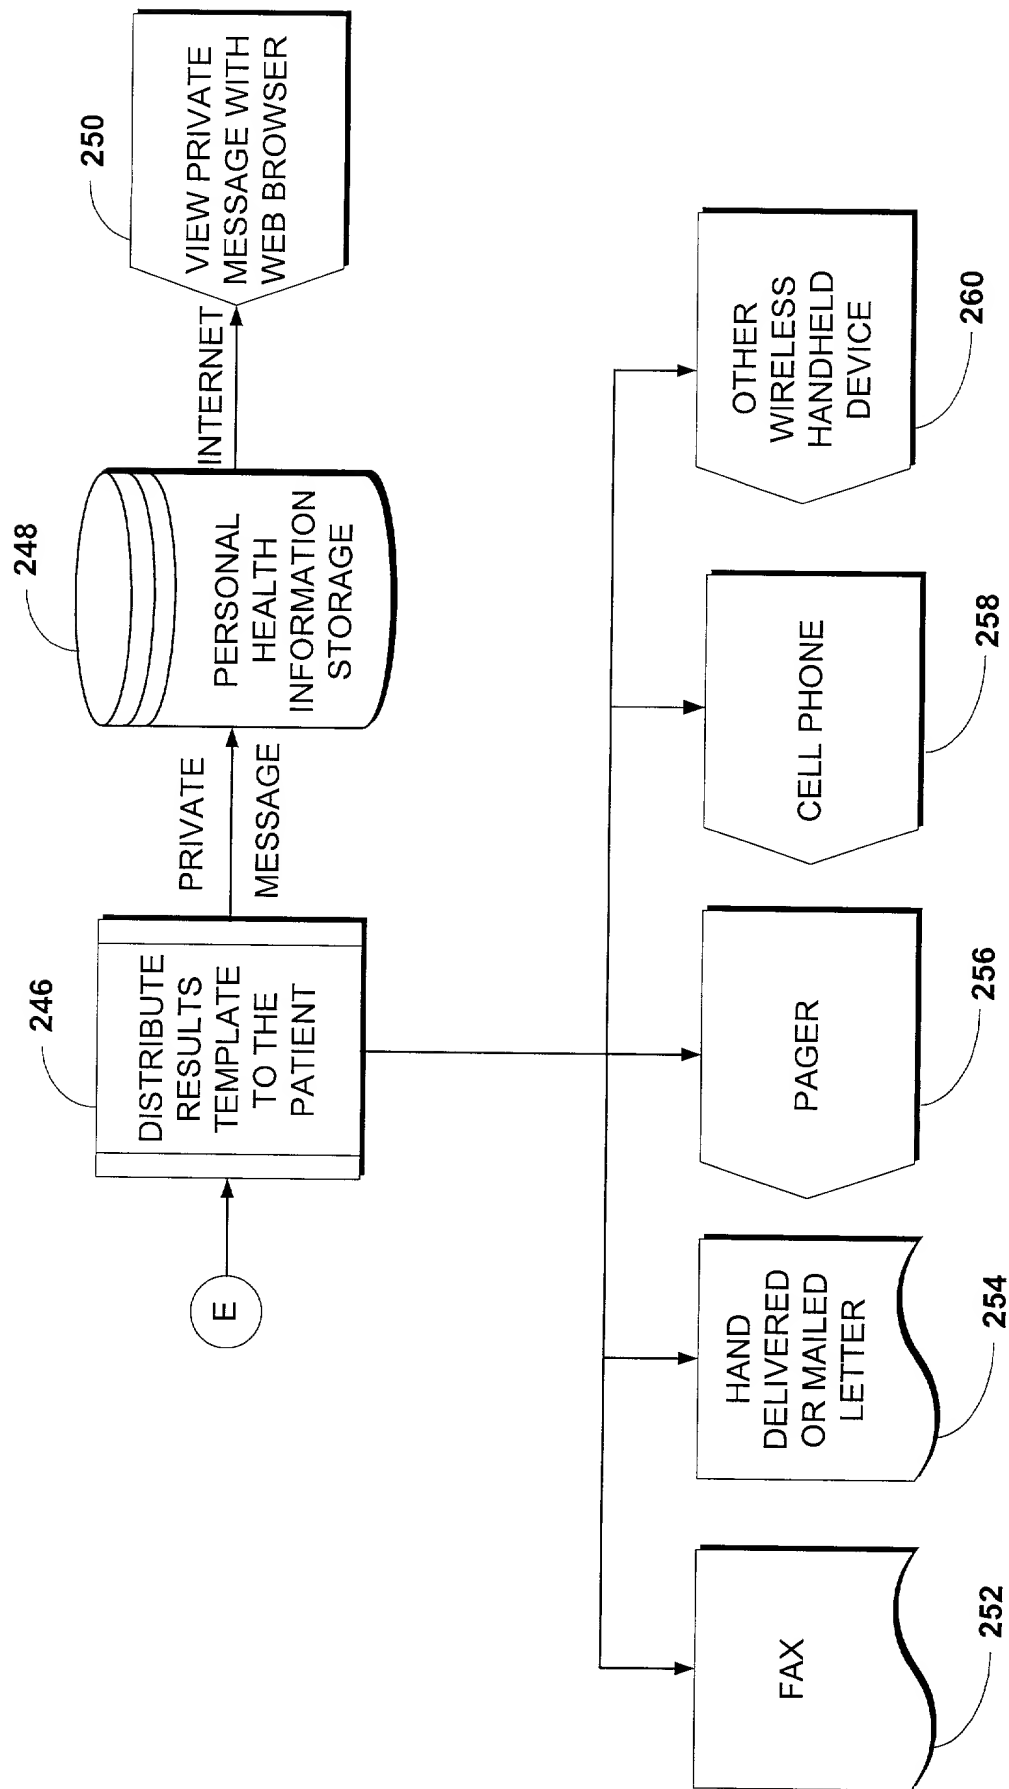 E
246
DISTRIBUTE
RESULTS
TEMPLATE
TO THE
PATIENT
PRIVATE
MESSAGE
248
PERSONAL
HEALTH
INFORMATION
STORAGE
INTERNET
250
VIEW PRIVATE
MESSAGE WITH
WEB BROWSER
FAX
252
HAND
DELIVERED
OR MAILED
LETTER
254
PAGER
256
CELL PHONE
258
OTHER
WIRELESS
HANDHELD
DEVICE
260